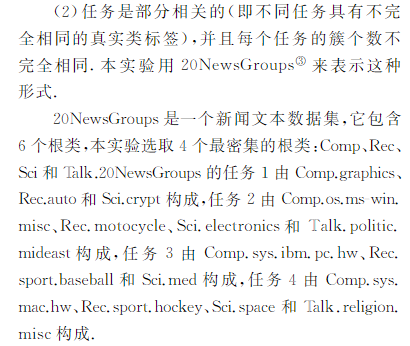 (2)任务是部分相关的(即不同任务具有不完
全相同的真实类标签),并且每个任务的簇个数不
完全相同.本实验用 20NewsGroups③ 来表示这种
形式.
20NewsGroups 是一个新闻文本数据集,它包含
6 个根类,本实验选取 4 个最密集的根类:Comp、Rec、
Sci 和 Talk.20NewsGroups 的任务 1 由 Comp.graphics、
Rec.auto 和 Sci.crypt 构成,任务 2 由 Comp.os.ms win.
misc、Rec. motocycle、Sci. electronics 和 Talk. politic.
mideast 构成,任务 3 由 Comp. sys. ibm. pc. hw、Rec.
sport.baseball 和 Sci.med 构成,任务 4 由 Comp. sys.
mac.hw、Rec. sport. hockey、Sci. space 和 Talk. religion.
misc 构成.